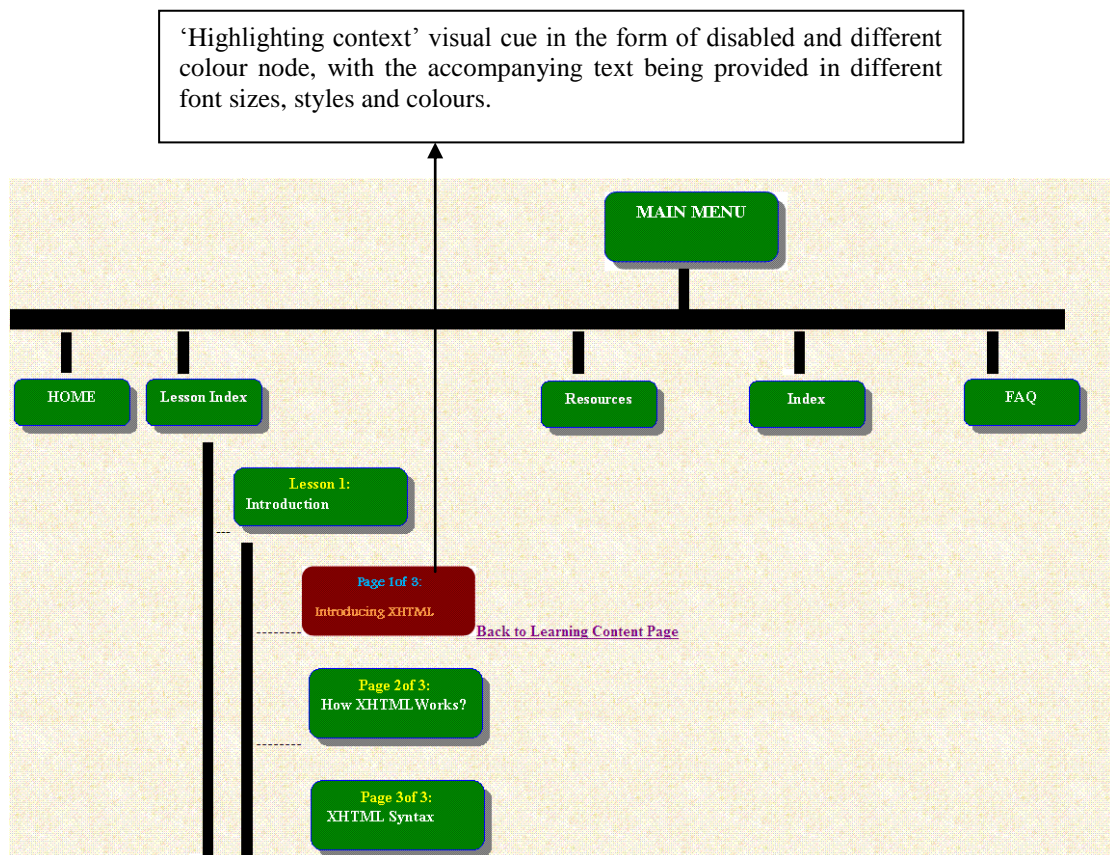 ‘Highlighting context’ visual cue in the form of disabled and different
colour node, with the accompanying text being provided in different
font sizes, styles and colours.
MAIN MENU
HOME
Lesson Index
Resources
Index
FAQ
Lesson 1:
Introduction
Page 1of 3:
Introducing XHTML
Back to Learning Content Page
Page 2of 3:
How XHTML Works?
Page 3of 3:
XHTML Syntax